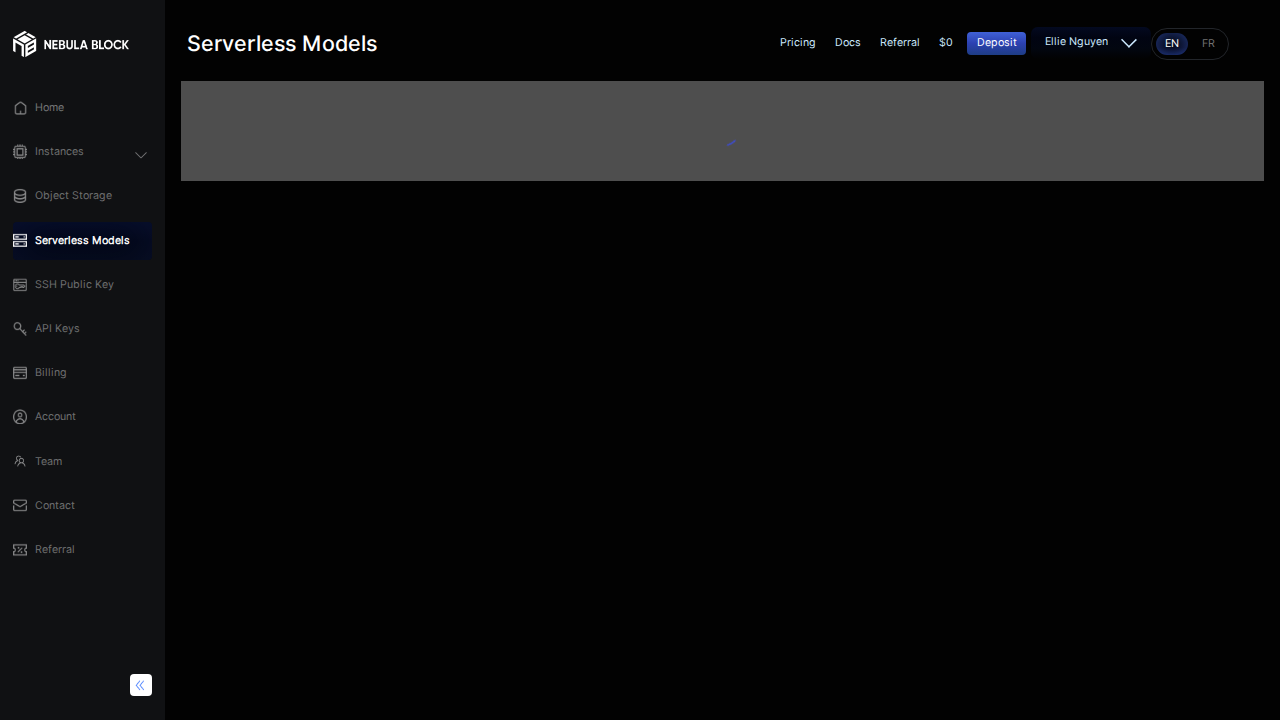 NEBULA BLOCK
Serverless Models
Pricing
Docs
Referral
$0
Deposit
Ellie Nguyen
EN
FR
Home
Instances
Object Storage
Serverless Models
SSH Public Key
API Keys
Billing
Account
Team
Contact
Referral